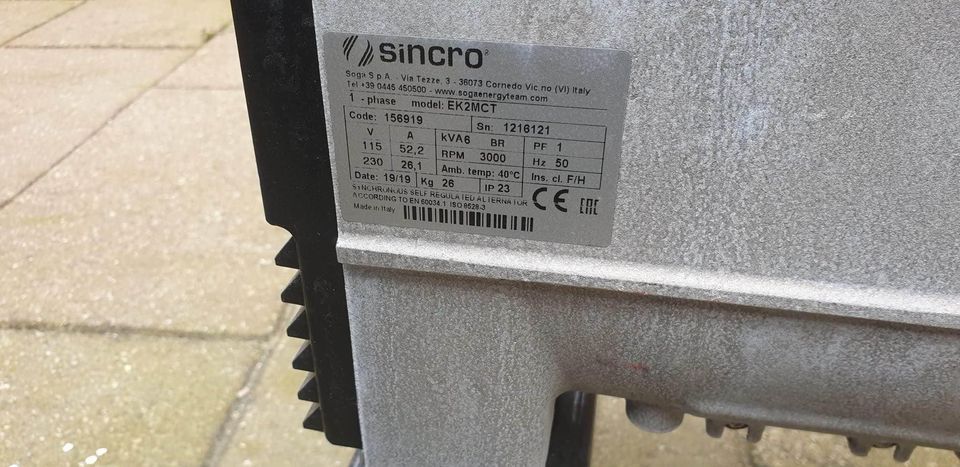 sincro
Soga S.p.A. - Via Tezze, 3 - 36073 Cornedo Vic.no (VI) Italy
Tel +39 0445 450500 - www.sogaenergyteam.com
1 - phase model: EK2MCT
Code: 156919 Sn: 1216121
V A kVA6 BR PF 1
115 52,2 RPM 3000 Hz 50
230 26,1 Amb. temp: 40°C Ins. cl. F/H
Date: 19/19 Kg 26 IP 23
SYNCHRONOUS SELF REGULATED ALTERNATOR
ACCORDING TO EN 60034.1 ISO 8528-3
Made in Italy
CE EAC